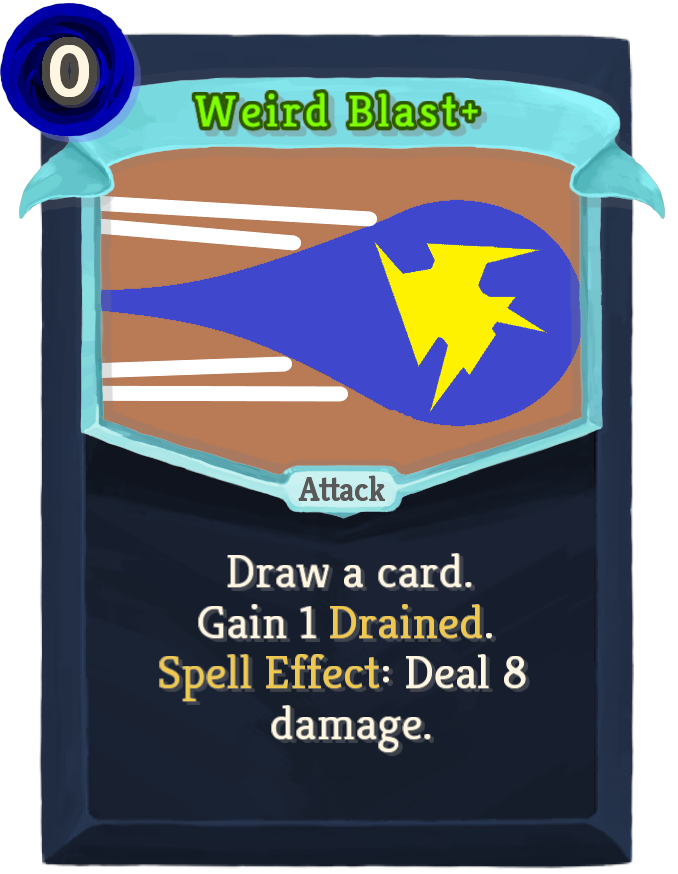 0
Weird Blast+
Attack
Draw a card.
Gain 1 Drained.
Spell Effect: Deal 8
damage.